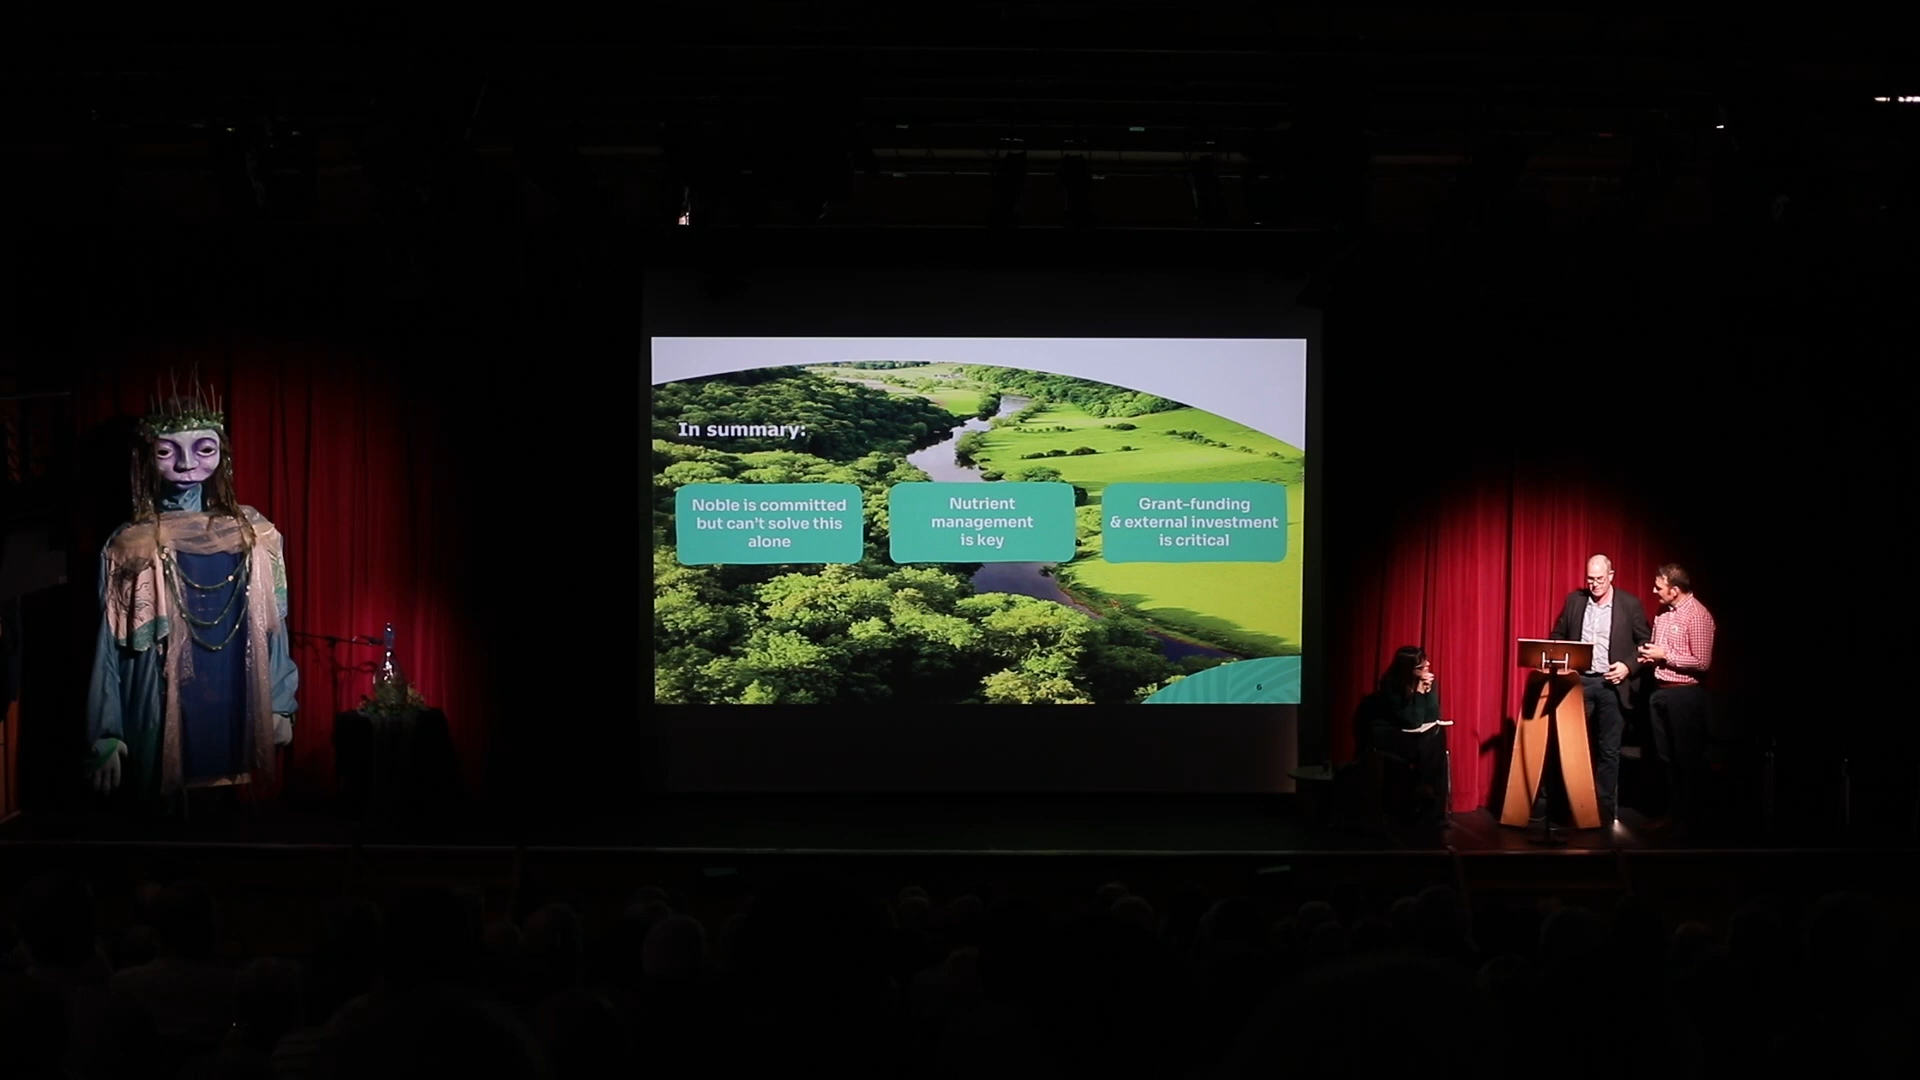 In summary:
Noble is committed
but can't solve this
alone
Nutrient
management
is key
Grant-funding
& external investment
is critical
6